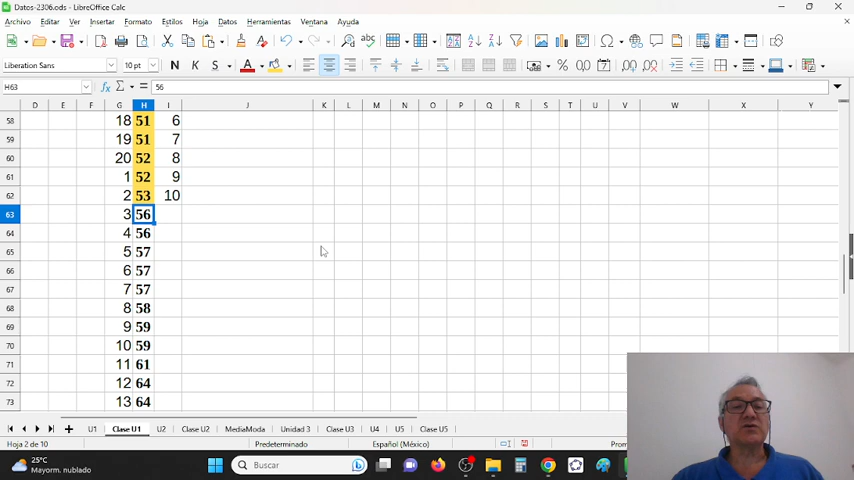 Datos-2306.ods - LibreOffice Calc
Archivo Editar Ver Insertar Formato Estilos Hoja Datos Herramientas Ventana Ayuda
Liberation Sans 10 pt N K S
H63 56
D E F G H I J K L M N O P Q R S T U V W X Y
58 18 51 6
59 19 51 7
60 20 52 8
61 1 52 9
62 2 53 10
63 3 56
64 4 56
65 5 57
66 6 57
67 7 57
68 8 58
69 9 59
70 10 59
71 11 61
72 12 64
73 13 64
U1 Clase U1 U2 Clase U2 MediaModa Unidad 3 Clase U3 U4 U5 Clase U5
Hoja 2 de 10 Predeterminado Español (México) Prom
25°C
Mayorm. nublado
Buscar